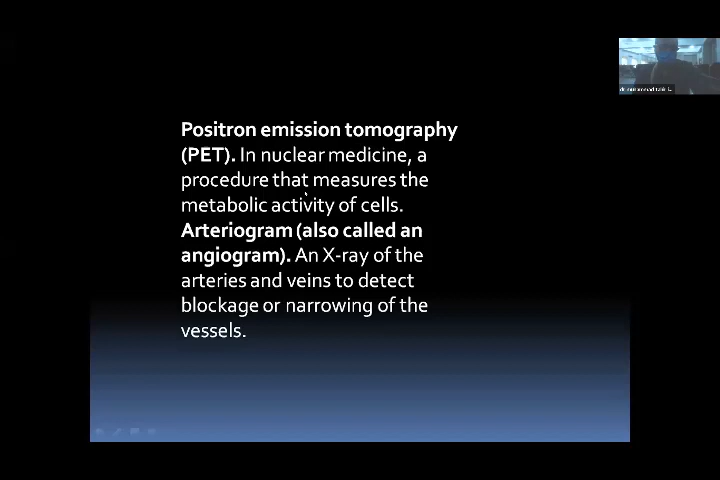 Positron emission tomography
(PET). In nuclear medicine, a
procedure that measures the
metabolic activity of cells.
Arteriogram (also called an
angiogram). An X-ray of the
arteries and veins to detect
blockage or narrowing of the
vessels.